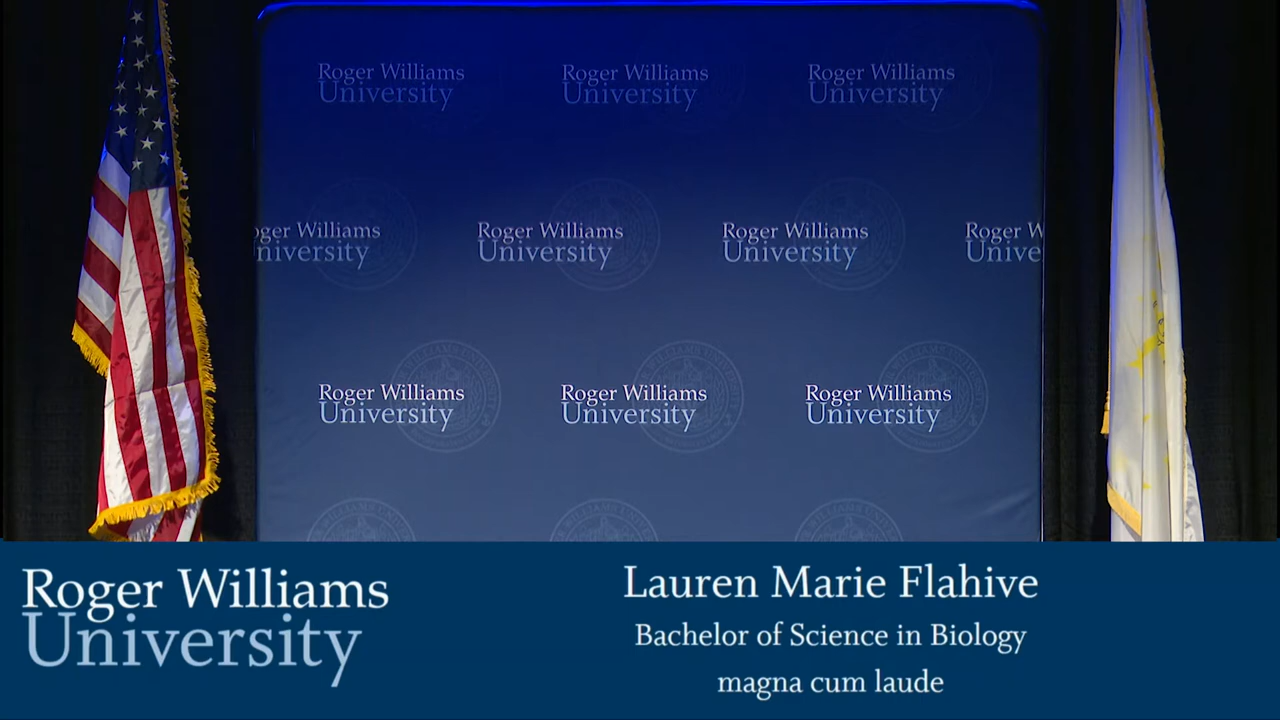 Roger Williams
University
Roger Williams
University
Roger Williams
University
ger Williams
niversity
Roger Williams
University
Roger Williams
University
Roger W
Unive
Roger Williams
University
Roger Williams
University
Roger Williams
University
Roger Williams
University
Lauren Marie Flahive
Bachelor of Science in Biology
magna cum laude